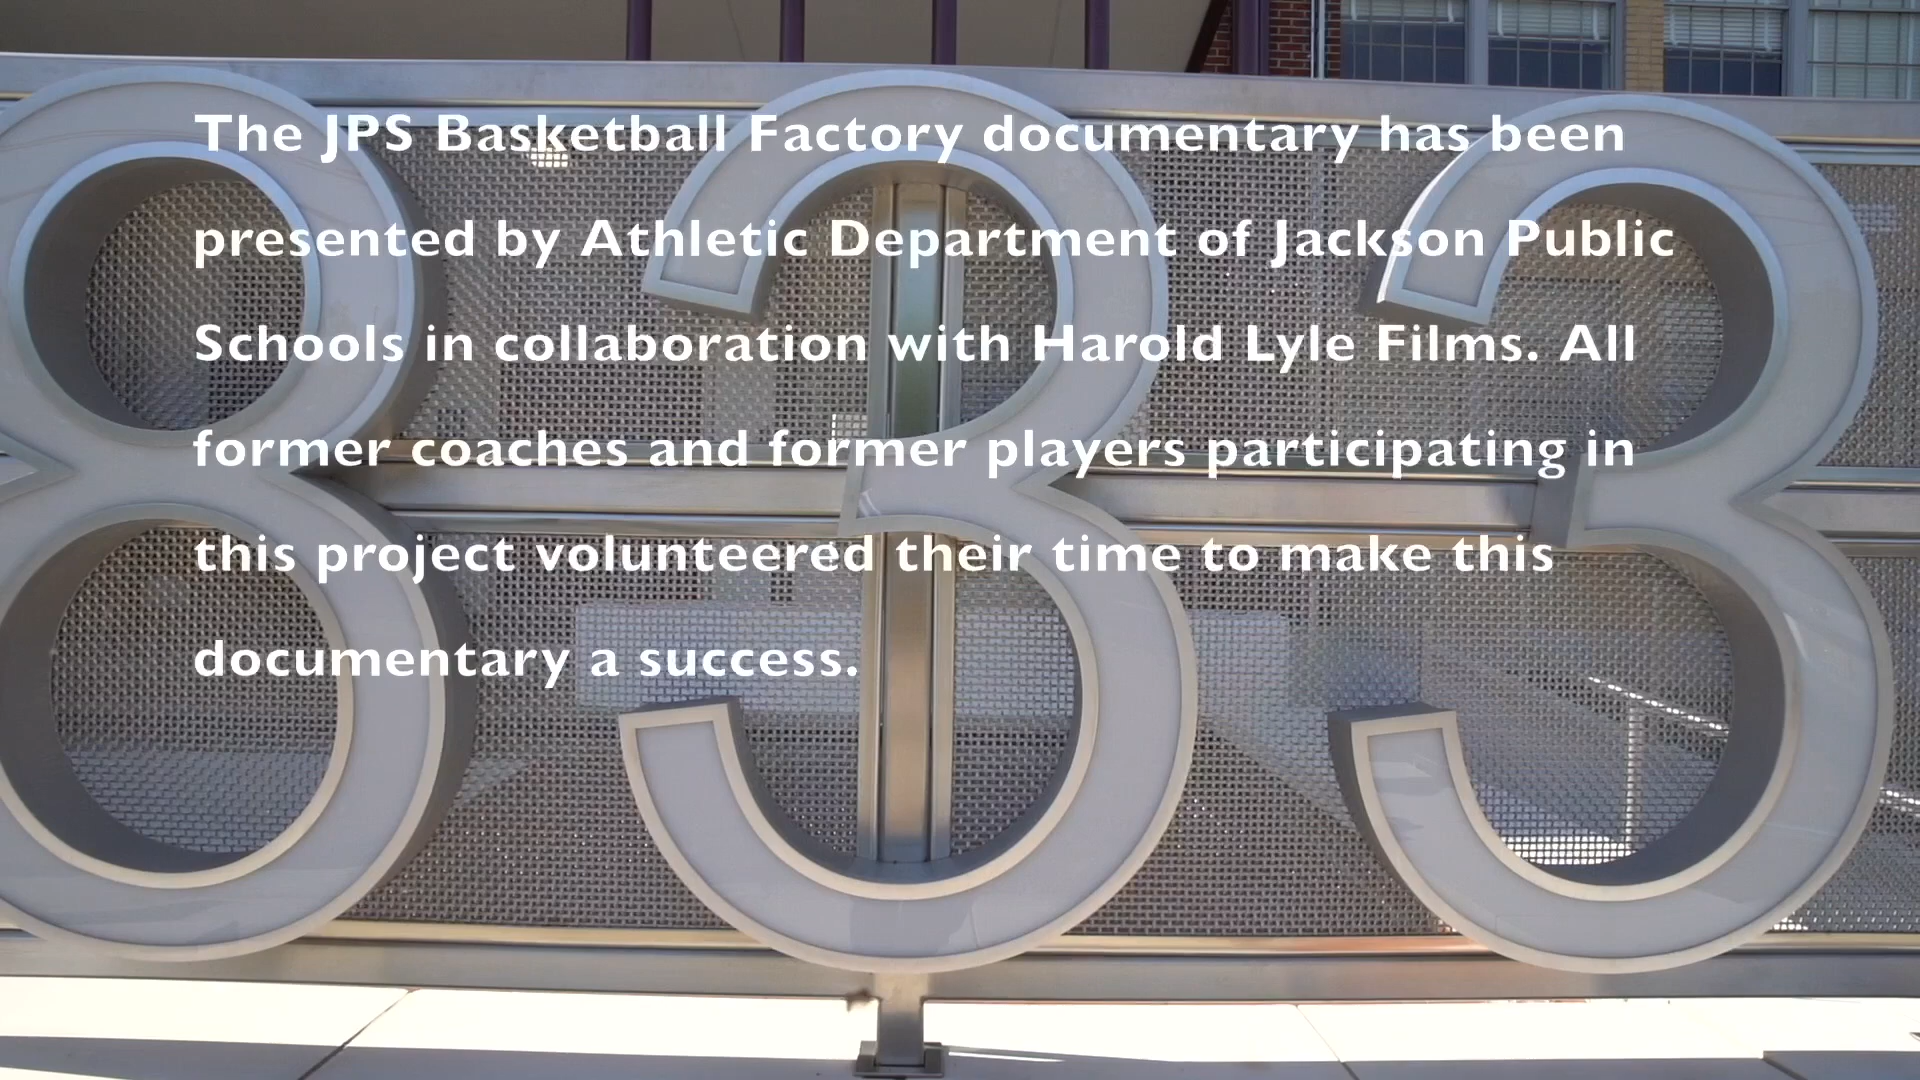 The JPS Basketball Factory documentary has been
presented by Athletic Department of Jackson Public
Schools in collaboration with Harold Lyle Films. All
former coaches and former players participating in
this project volunteered their time to make this
documentary a success.
833